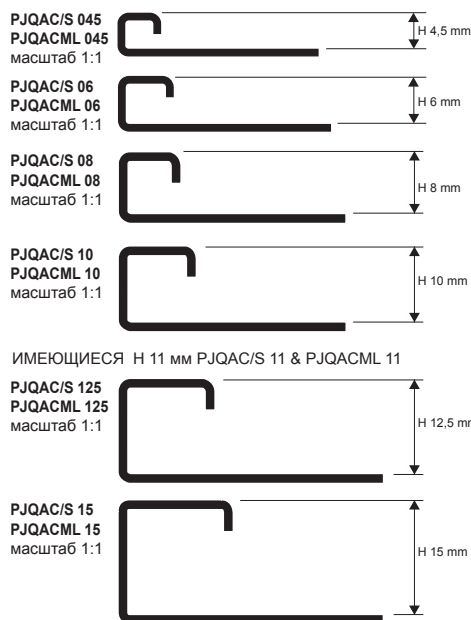 PJQAC/S 045
PJQACML 045
масштаб 1:1
H 4,5 mm
PJQAC/S 06
PJQACML 06
масштаб 1:1
H 6 mm
PJQAC/S 08
PJQACML 08
масштаб 1:1
H 8 mm
PJQAC/S 10
PJQACML 10
масштаб 1:1
H 10 mm
ИМЕЮЩИЕСЯ H 11 мм PJQAC/S 11 & PJQACML 11
PJQAC/S 125
PJQACML 125
масштаб 1:1
H 12,5 mm
PJQAC/S 15
PJQACML 15
масштаб 1:1
H 15 mm